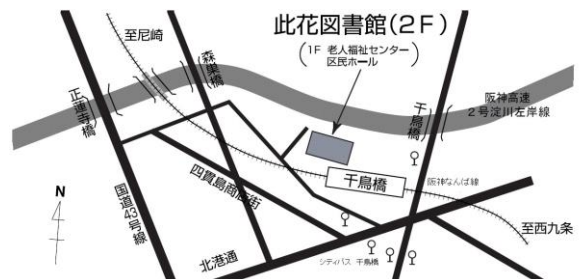 此花図書館(2F)
(1F 老人福祉センター
区民ホール)
至尼崎
森巣橋
正蓮寺橋
千鳥橋
阪神高速
2号淀川左岸線
四貫島商店街
千鳥橋
阪神なんば線
N
国道43号線
北港通
シティバス 千鳥橋
至西九条